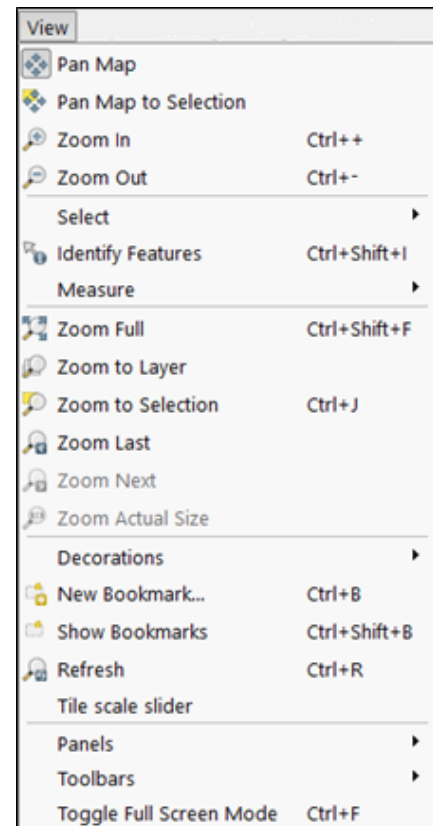 View
Pan Map
Pan Map to Selection
Zoom In Ctrl++
Zoom Out Ctrl+-
Select
Identify Features Ctrl+Shift+I
Measure
Zoom Full Ctrl+Shift+F
Zoom to Layer
Zoom to Selection Ctrl+J
Zoom Last
Zoom Next
Zoom Actual Size
Decorations
New Bookmark... Ctrl+B
Show Bookmarks Ctrl+Shift+B
Refresh Ctrl+R
Tile scale slider
Panels
Toolbars
Toggle Full Screen Mode Ctrl+F